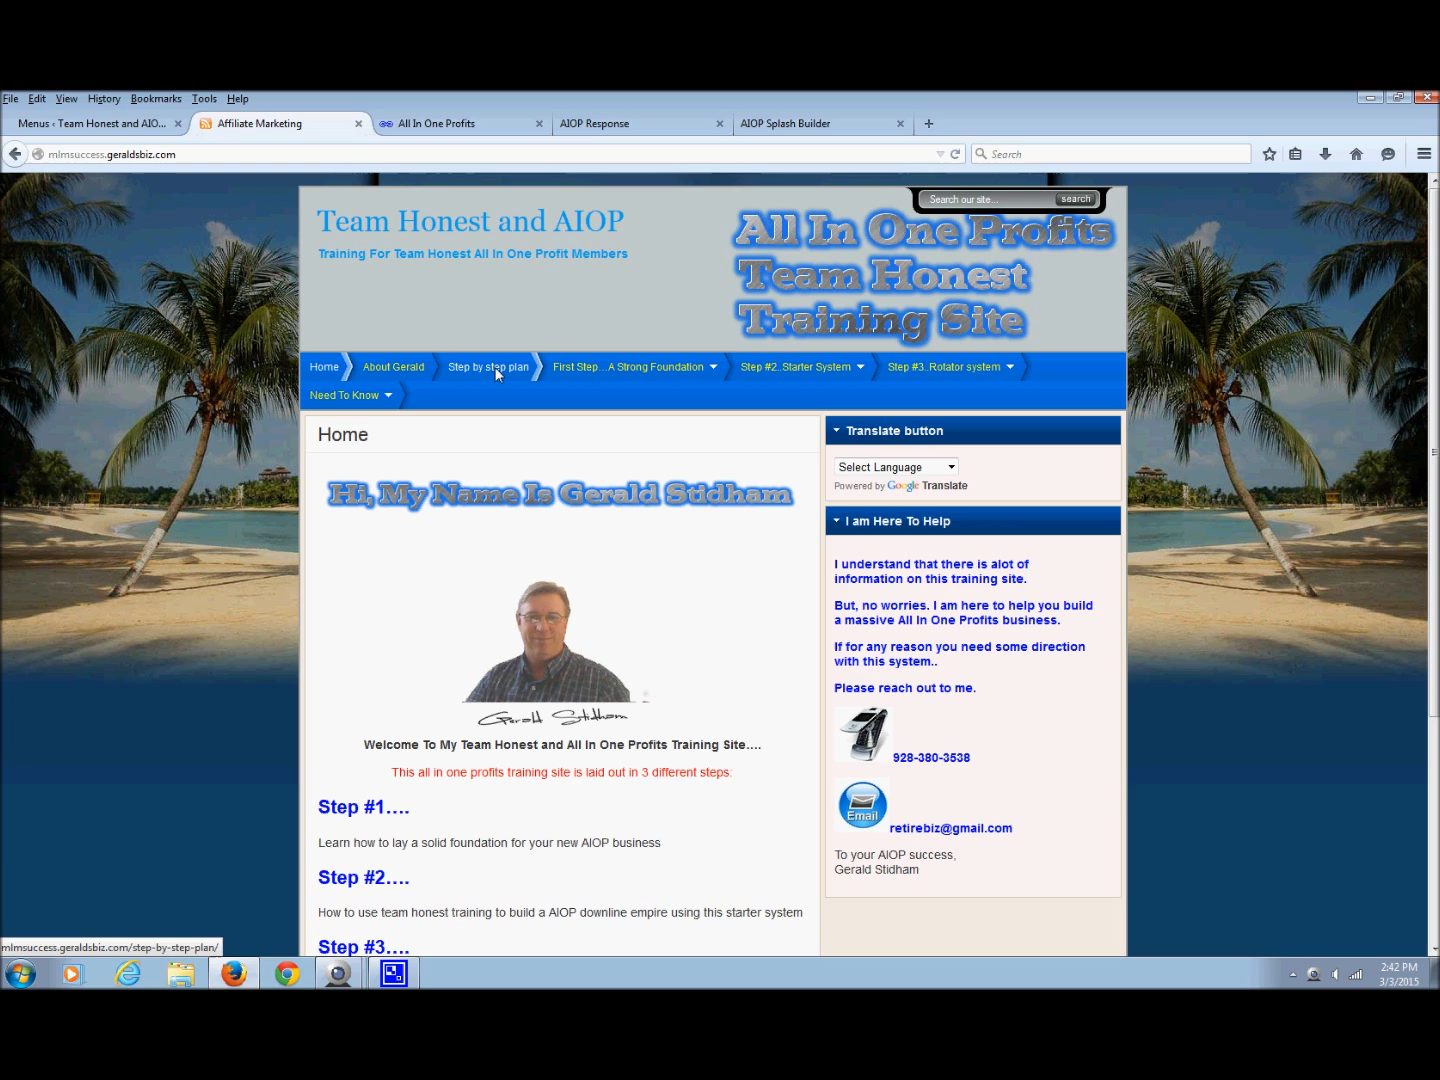 File Edit View History Bookmarks Tools Help
Menus ‹ Team Honest and AIO... Affiliate Marketing All In One Profits AIOP Response AIOP Splash Builder
mlmsuccess.geraldsbiz.com Search
Search our site... search
Team Honest and AIOP
Training For Team Honest All In One Profit Members
All In One Profits
Team Honest
Training Site
Home About Gerald Step by step plan First Step…A Strong Foundation Step #2..Starter System Step #3..Rotator system
Need To Know
Home
Hi, My Name Is Gerald Stidham
Gerald Stidham
Welcome To My Team Honest and All In One Profits Training Site….
This all in one profits training site is laid out in 3 different steps:
Step #1….
Learn how to lay a solid foundation for your new AIOP business
Step #2….
How to use team honest training to build a AIOP downline empire using this starter system
Step #3….
Translate button
Select Language
Powered by Google Translate
I am Here To Help
I understand that there is alot of
information on this training site.
But, no worries. I am here to help you build
a massive All In One Profits business.
If for any reason you need some direction
with this system..
Please reach out to me.
928-380-3538
Email
retirebiz@gmail.com
To your AIOP success,
Gerald Stidham
mlmsuccess.geraldsbiz.com/step-by-step-plan/
2:42 PM
3/3/2015